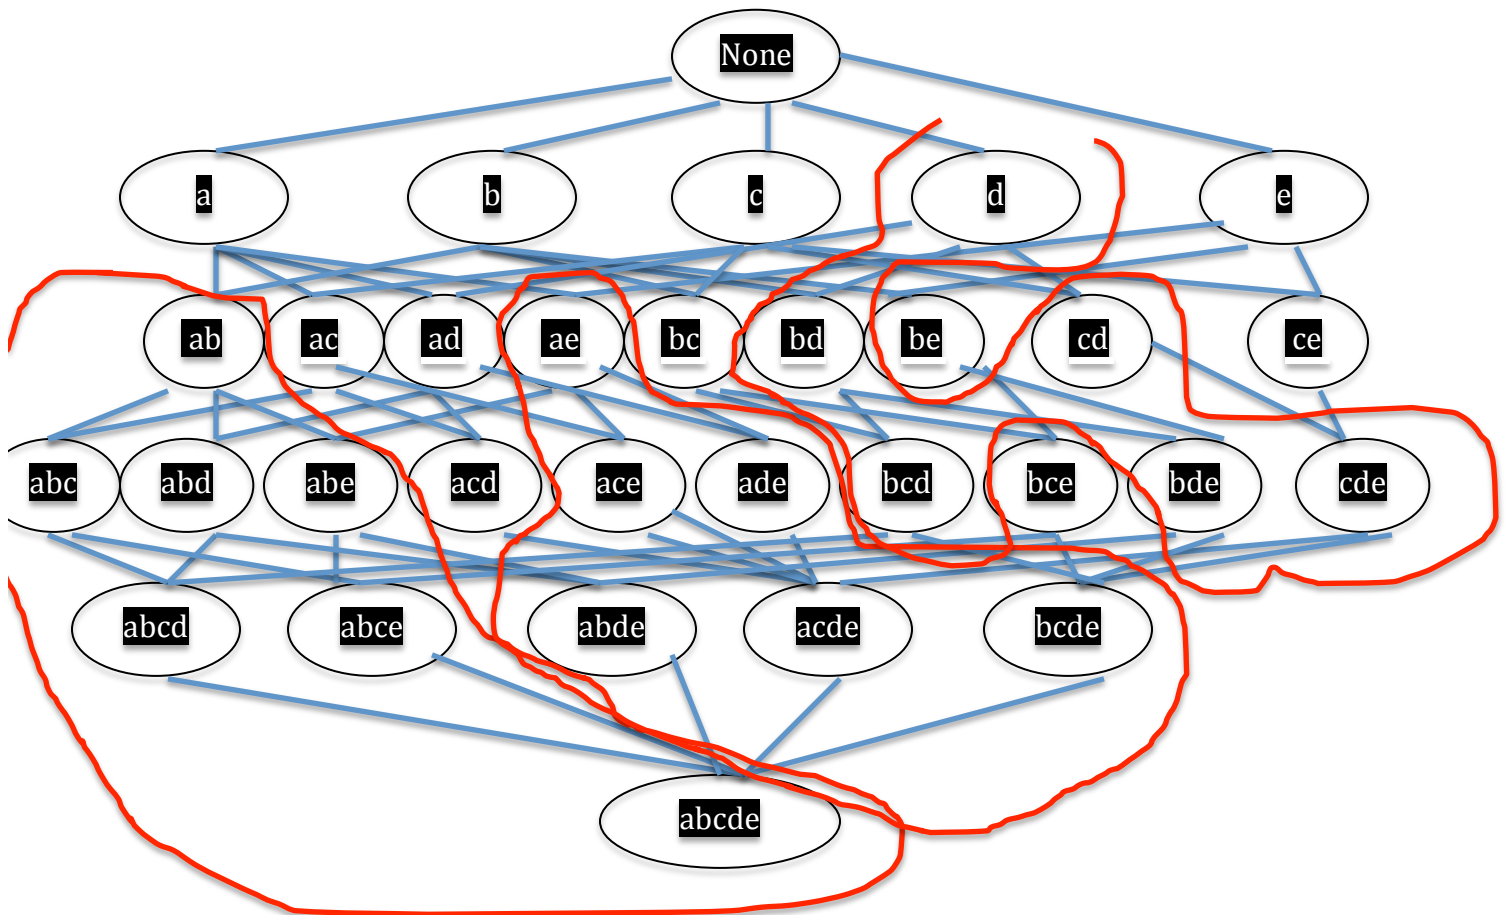 None
a b c d e
ab ac ad ae bc bd be cd ce
abc abd abe acd ace ade bcd bce bde cde
abcd abce abde acde bcde
abcde